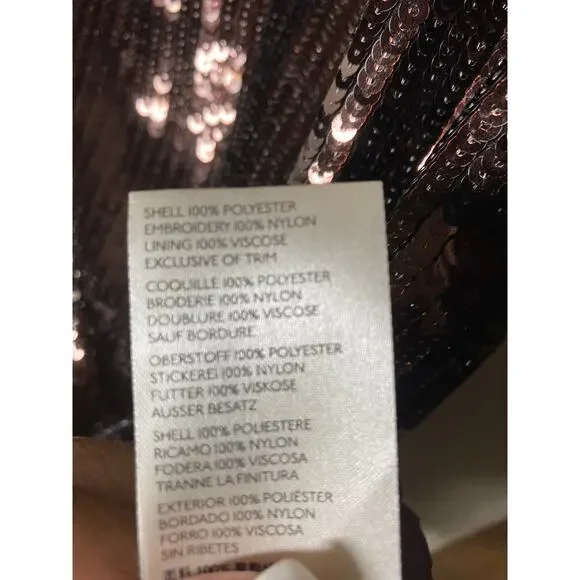 SHELL 100% POLYESTER
EMBROIDERY 100% NYLON
LINING 100% VISCOSE
EXCLUSIVE OF TRIM
COQUILLE 100% POLYESTER
BRODERIE 100% NYLON
DOUBLURE 100% VISCOSE
SAUF BORDURE
OBERSTOFF 100% POLYESTER
STICKEREI 100% NYLON
FUTTER 100% VISKOSE
AUSSER BESATZ
SHELL 100% POLIESTERE
RICAMO 100% NYLON
FODERA 100% VISCOSA
TRANNE LA FINITURA
EXTERIOR 100% POLIÉSTER
BORDADO 100% NYLON
FORRO 100% VISCOSA
SIN RIBETES
100%